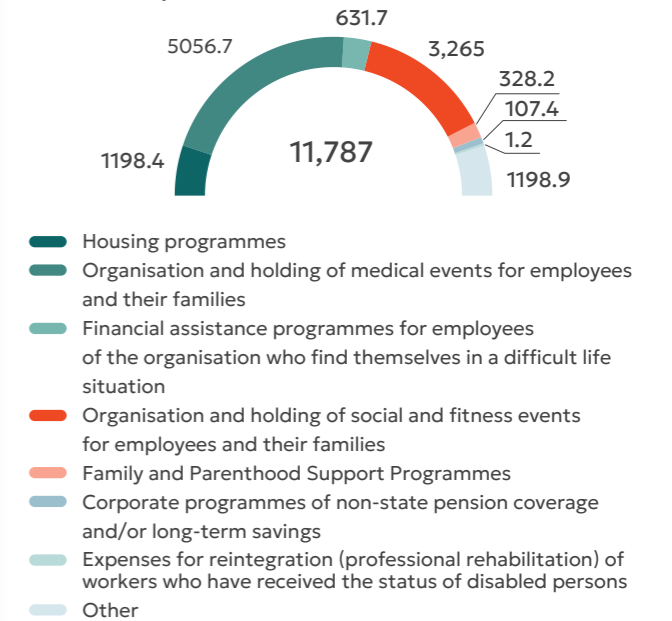 631.7
5056.7
3,265
328.2
107.4
1.2
11,787
1198.4
1198.9
Housing programmes
Organisation and holding of medical events for employees
and their families
Financial assistance programmes for employees
of the organisation who find themselves in a difficult life
situation
Organisation and holding of social and fitness events
for employees and their families
Family and Parenthood Support Programmes
Corporate programmes of non-state pension coverage
and/or long-term savings
Expenses for reintegration (professional rehabilitation) of
workers who have received the status of disabled persons
Other